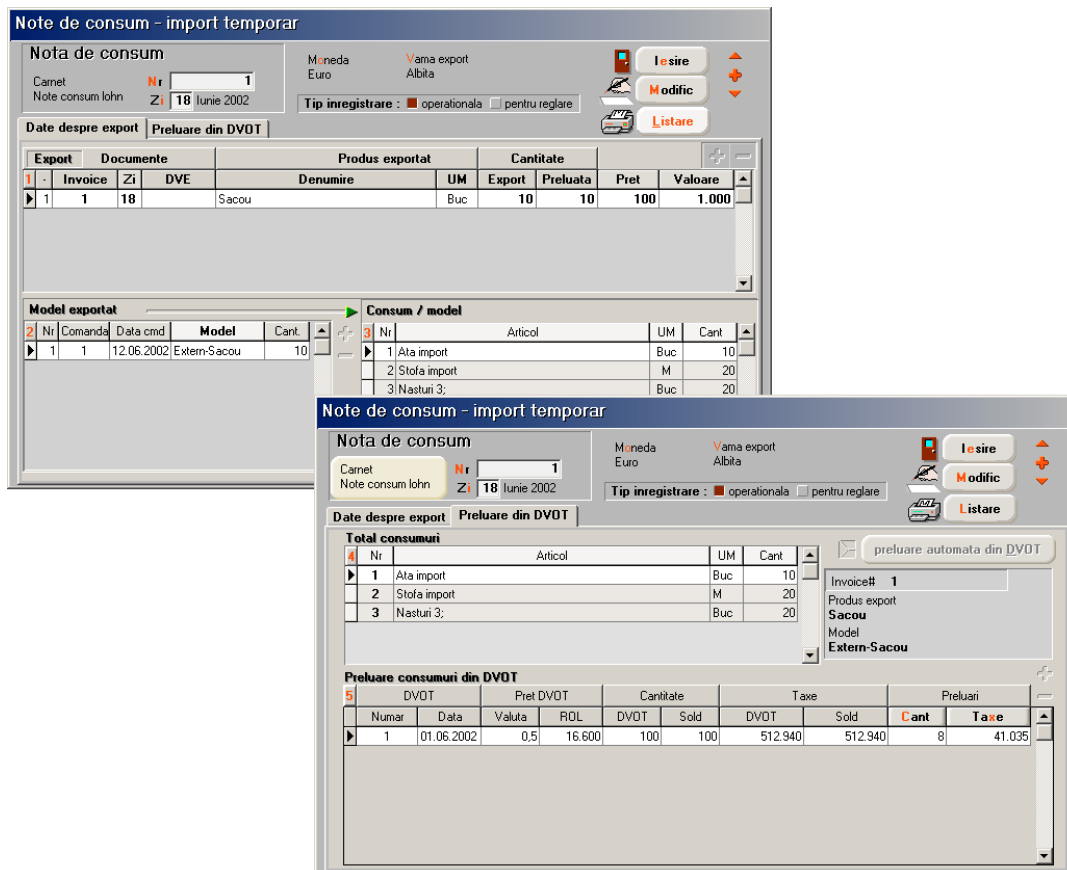 Note de consum - import temporar
Nota de consum
Carnet
Note consum lohn
Nr 1
Zi 18 Iunie 2002
Moneda
Euro
Vama export
Albita
Tip inregistrare : operationala pentru reglare
Iesire
Modific
Listare
Date despre export Preluare din DVOT
Export Documente Produs exportat Cantitate
1 - Invoice Zi DVE Denumire UM Export Preluata Pret Valoare
1 1 18 Sacou Buc 10 10 100 1.000
Model exportat
2 Nr Comanda Data cmd Model Cant.
1 1 12.06.2002 Extern-Sacou 10
Consum / model
3 Nr Articol UM Cant
1 Ata import Buc 10
2 Stofa import M 20
3 Nasturi 3; Buc 20
Note de consum - import temporar
Nota de consum
Carnet
Note consum lohn
Nr 1
Zi 18 Iunie 2002
Moneda
Euro
Vama export
Albita
Tip inregistrare : operationala pentru reglare
Iesire
Modific
Listare
Date despre export Preluare din DVOT
Total consumuri
4 Nr Articol UM Cant
1 Ata import Buc 10
2 Stofa import M 20
3 Nasturi 3; Buc 20
preluare automata din DVOT
Invoice# 1
Produs export
Sacou
Model
Extern-Sacou
Preluare consumuri din DVOT
5 DVOT Pret DVOT Cantitate Taxe Preluari
Numar Data Valuta ROL DVOT Sold DVOT Sold Cant Taxe
1 01.06.2002 0,5 16.600 100 100 512.940 512.940 8 41.035